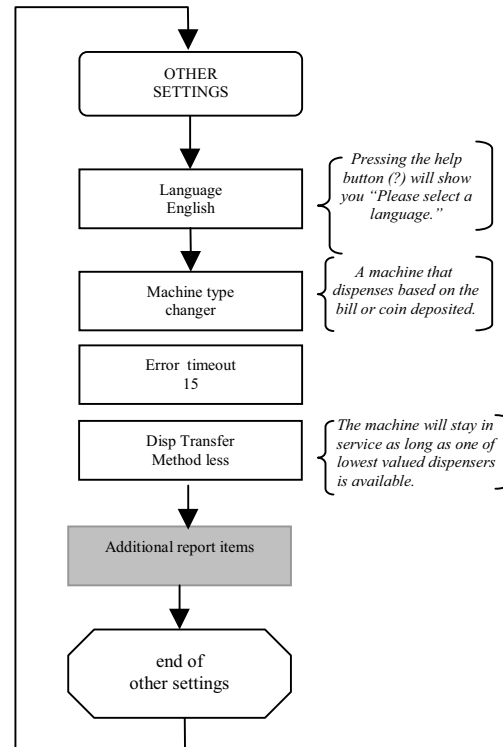 OTHER
SETTINGS
Language
English
Pressing the help
button (?) will show
you “Please select a
language.”
Machine type
changer
A machine that
dispenses based on the
bill or coin deposited.
Error timeout
15
Disp Transfer
Method less
The machine will stay in
service as long as one of
lowest valued dispensers
is available.
Additional report items
end of
other settings